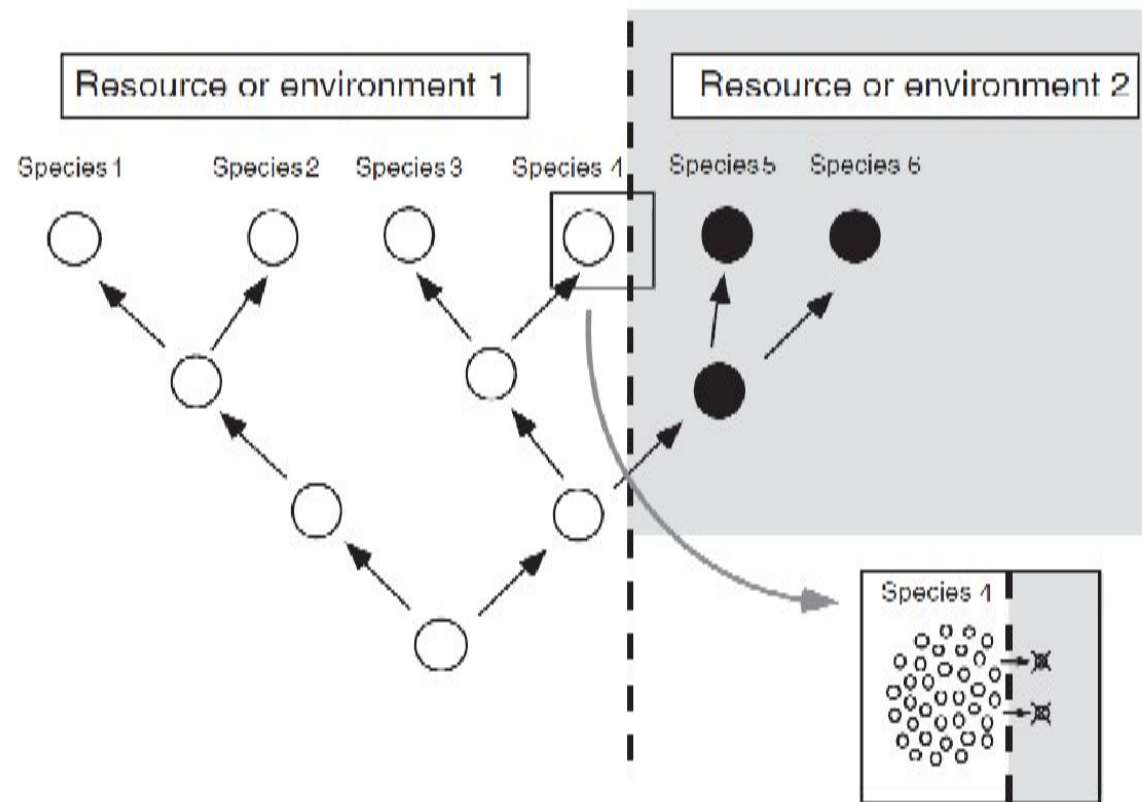 Resource or environment 1
Resource or environment 2
Species 1
Species 2
Species 3
Species 4
Species 5
Species 6
Species 4